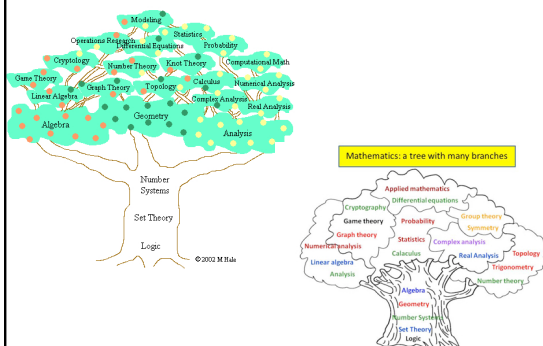 Modeling
Operations Research
Statistics
Differential Equations
Probability
Cryptology
Number Theory
Knot Theory
Computational Math
Game Theory
Graph Theory
Topology
Calculus
Numerical Analysis
Linear Algebra
Complex Analysis
Real Analysis
Algebra
Geometry
Analysis
Number
Systems
Set Theory
Logic
©2002 M.Hale
Mathematics: a tree with many branches
Applied mathematics
Differential equations
Cryptography
Game theory
Probability
Group theory
Symmetry
Graph theory
Statistics
Complex analysis
Numerical analysis
Calaculus
Real Analysis
Topology
Linear algebra
Trigonometry
Analysis
Number theory
Algebra
Geometry
Number System
Set Theory
Logic